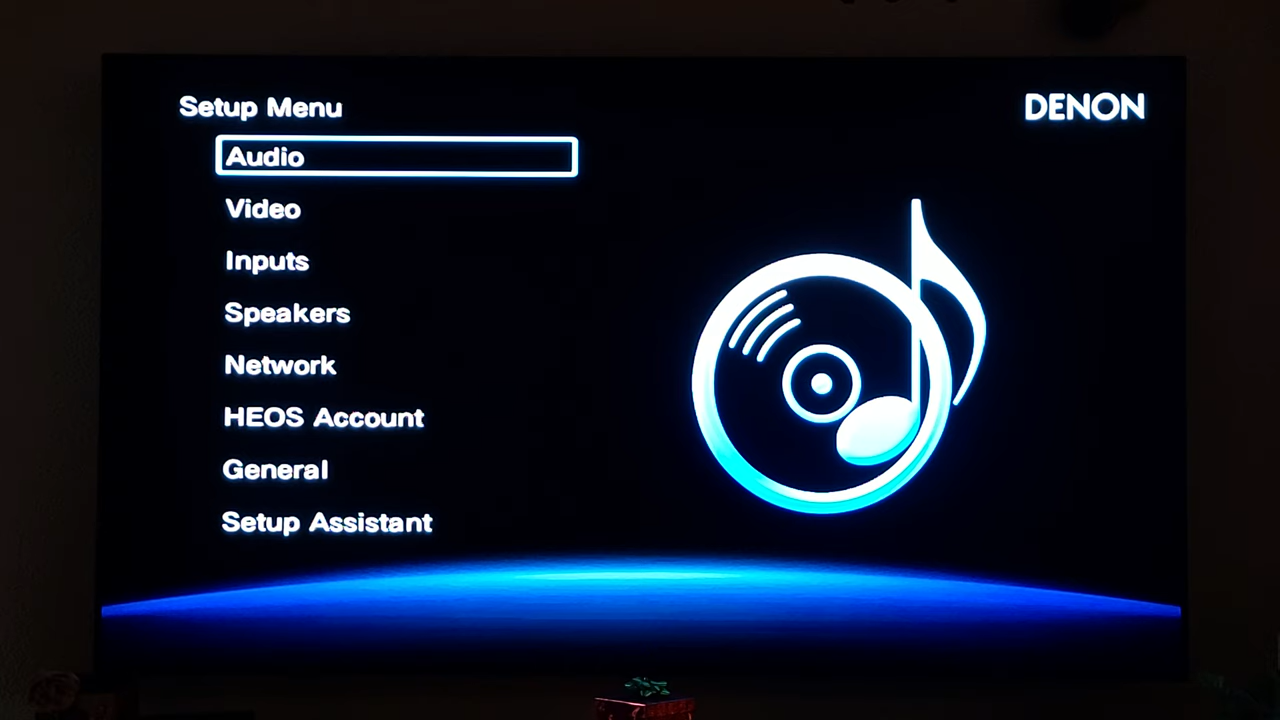 Setup Menu
DENON
Audio
Video
Inputs
Speakers
Network
HEOS Account
General
Setup Assistant